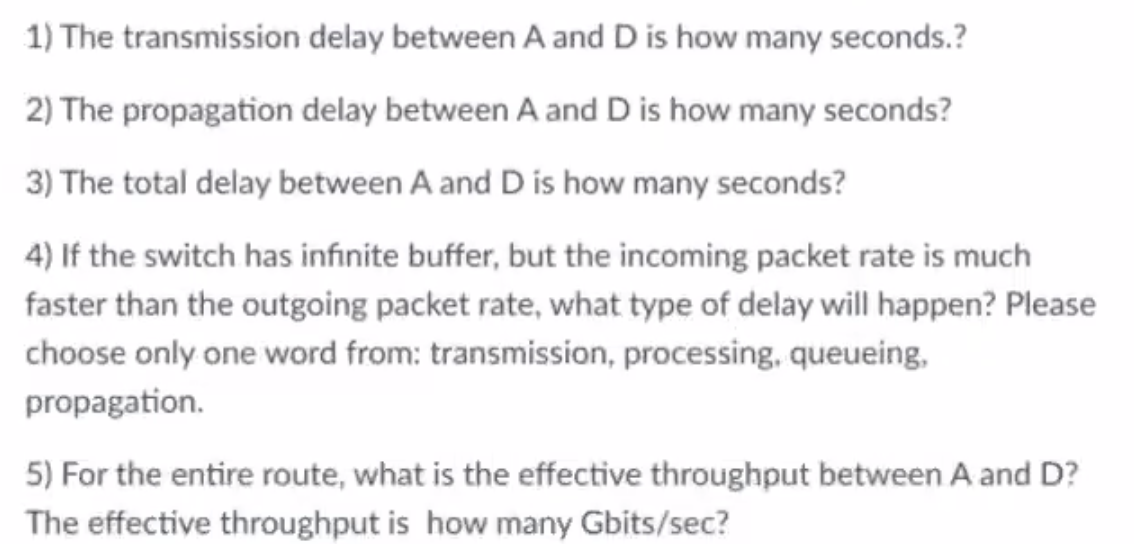 1) The transmission delay between A and D is how many seconds.?
2) The propagation delay between A and D is how many seconds?
3) The total delay between A and D is how many seconds?
4) If the switch has infinite buffer, but the incoming packet rate is much
faster than the outgoing packet rate, what type of delay will happen? Please
choose only one word from: transmission, processing, queueing,
propagation.
5) For the entire route, what is the effective throughput between A and D?
The effective throughput is how many Gbits/sec?